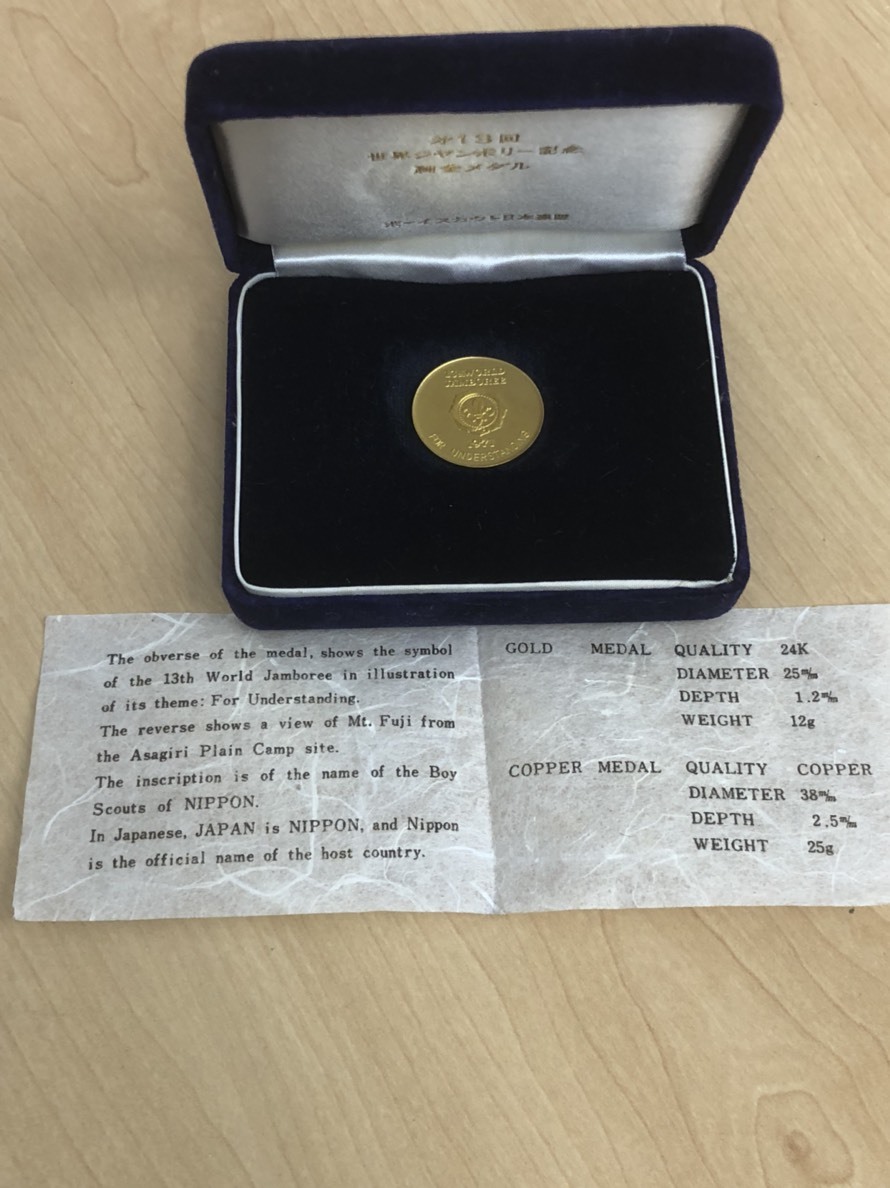 第13回
世界ジャンボリー記念
純金メダル
ボーイスカウト日本連盟
13th WORLD
JAMBOREE
1971
FOR UNDERSTANDING
The obverse of the medal, shows the symbol
of the 13th World Jamboree in illustration
of its theme: For Understanding.
The reverse shows a view of Mt. Fuji from
the Asagiri Plain Camp site.
The inscription is of the name of the Boy
Scouts of NIPPON.
In Japanese, JAPAN is NIPPON, and Nippon
is the official name of the host country.
GOLD MEDAL QUALITY 24K
DIAMETER 25m/m
DEPTH 1.2m/m
WEIGHT 12g
COPPER MEDAL QUALITY COPPER
DIAMETER 38m/m
DEPTH 2.5m/m
WEIGHT 25g